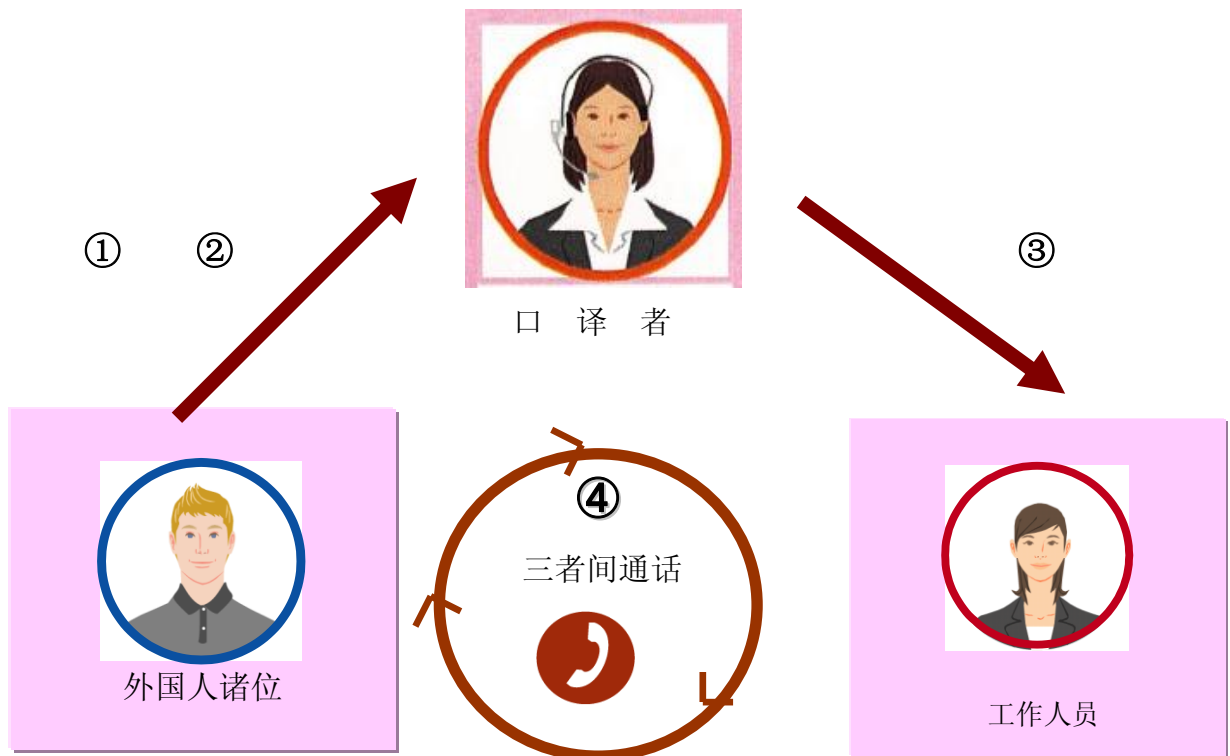 ① ②
③
口 译 者
④
三者间通话
外国人诸位
工作人员